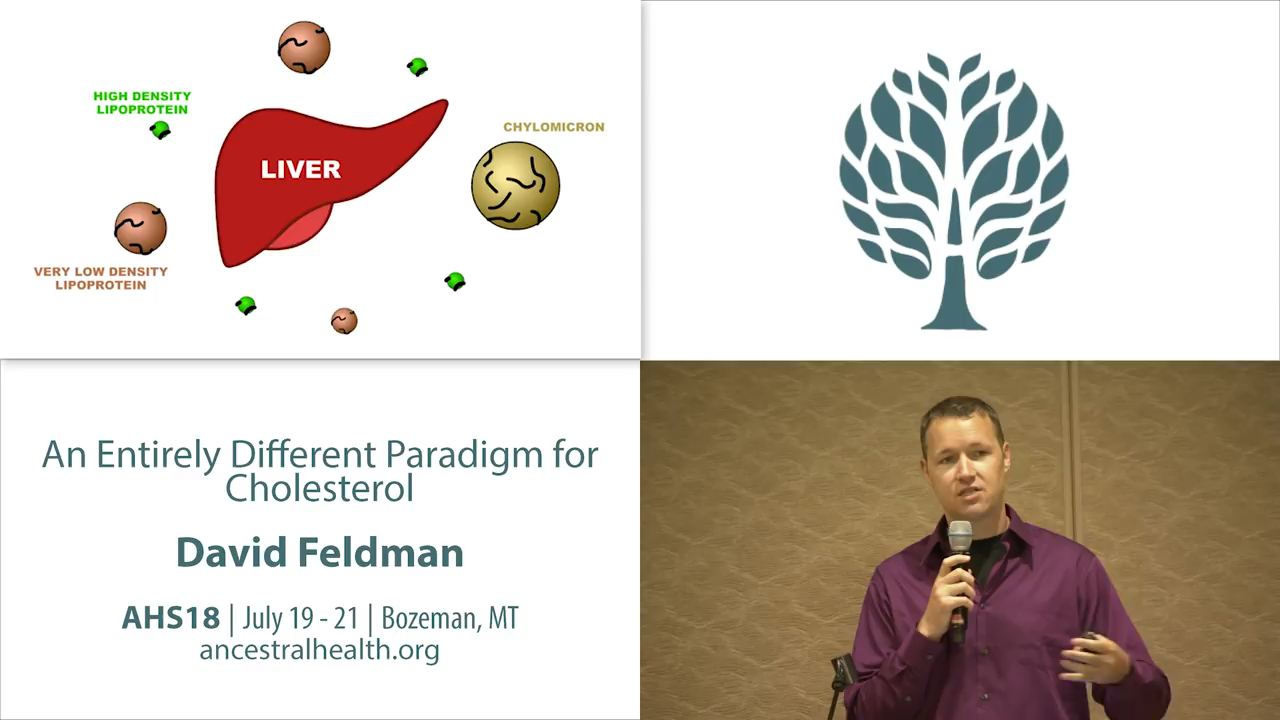 HIGH DENSITY
LIPOPROTEIN
CHYLOMICRON
LIVER
VERY LOW DENSITY
LIPOPROTEIN
An Entirely Different Paradigm for
Cholesterol
David Feldman
AHS18 | July 19 - 21 | Bozeman, MT
ancestralhealth.org